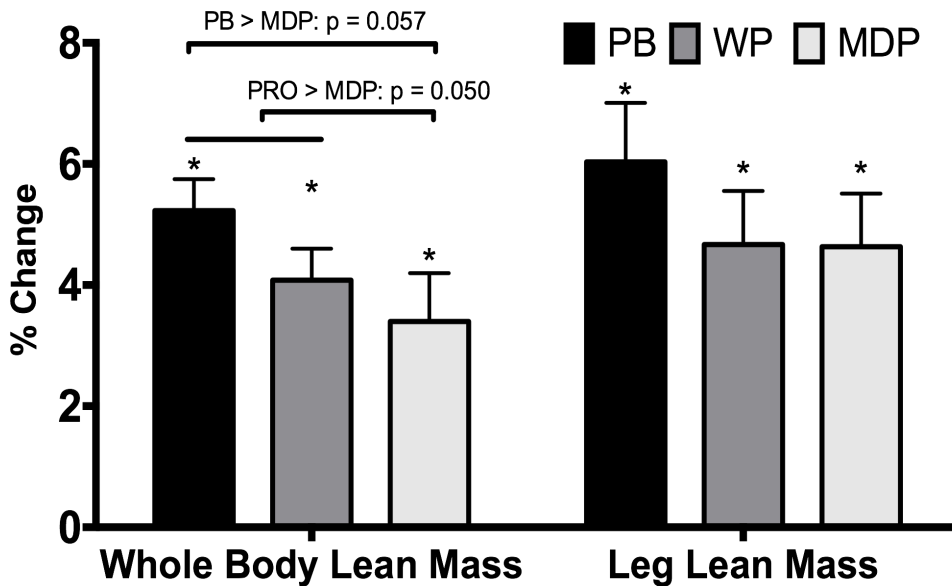 PB > MDP: p = 0.057
PB WP MDP
PRO > MDP: p = 0.050
* * * * * *
% Change
8
6
4
2
0
Whole Body Lean Mass
Leg Lean Mass